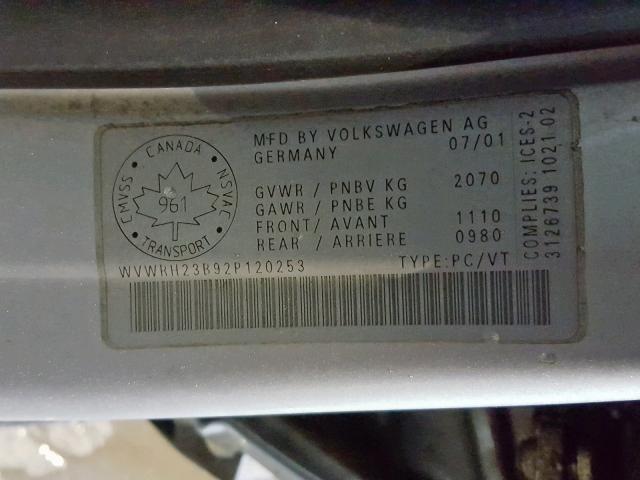 CANADA
CMVSS
NSVAC
961
TRANSPORT
MFD BY VOLKSWAGEN AG
GERMANY 07/01
GVWR / PNBV KG 2070
GAWR / PNBE KG
FRONT/ AVANT 1110
REAR / ARRIERE 0980
WVWRH23B92P120253 TYPE:PC/VT
COMPLIES: ICES-2
3126739 1021 02